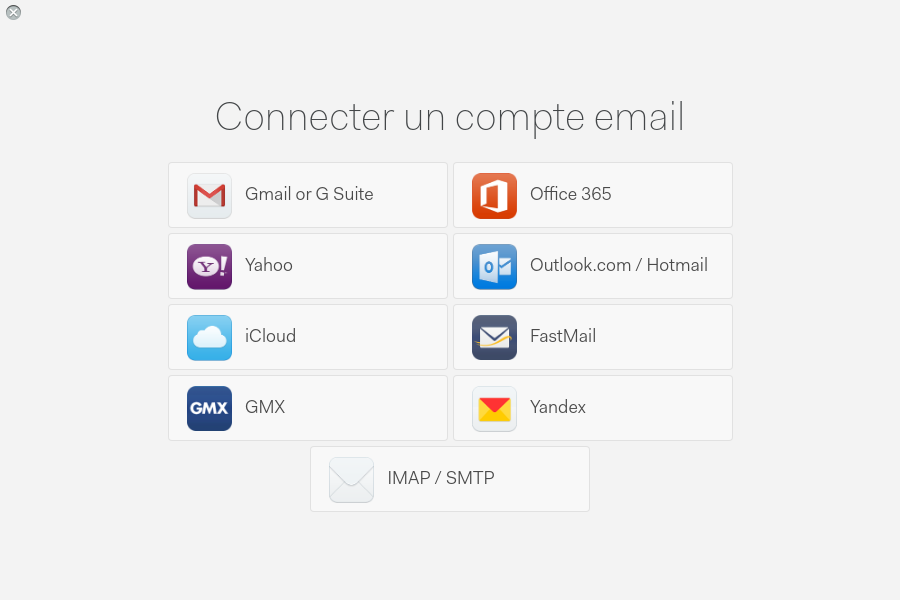 Connecter un compte email
Gmail or G Suite
Office 365
Yahoo
Outlook.com / Hotmail
iCloud
FastMail
GMX GMX
Yandex
IMAP / SMTP